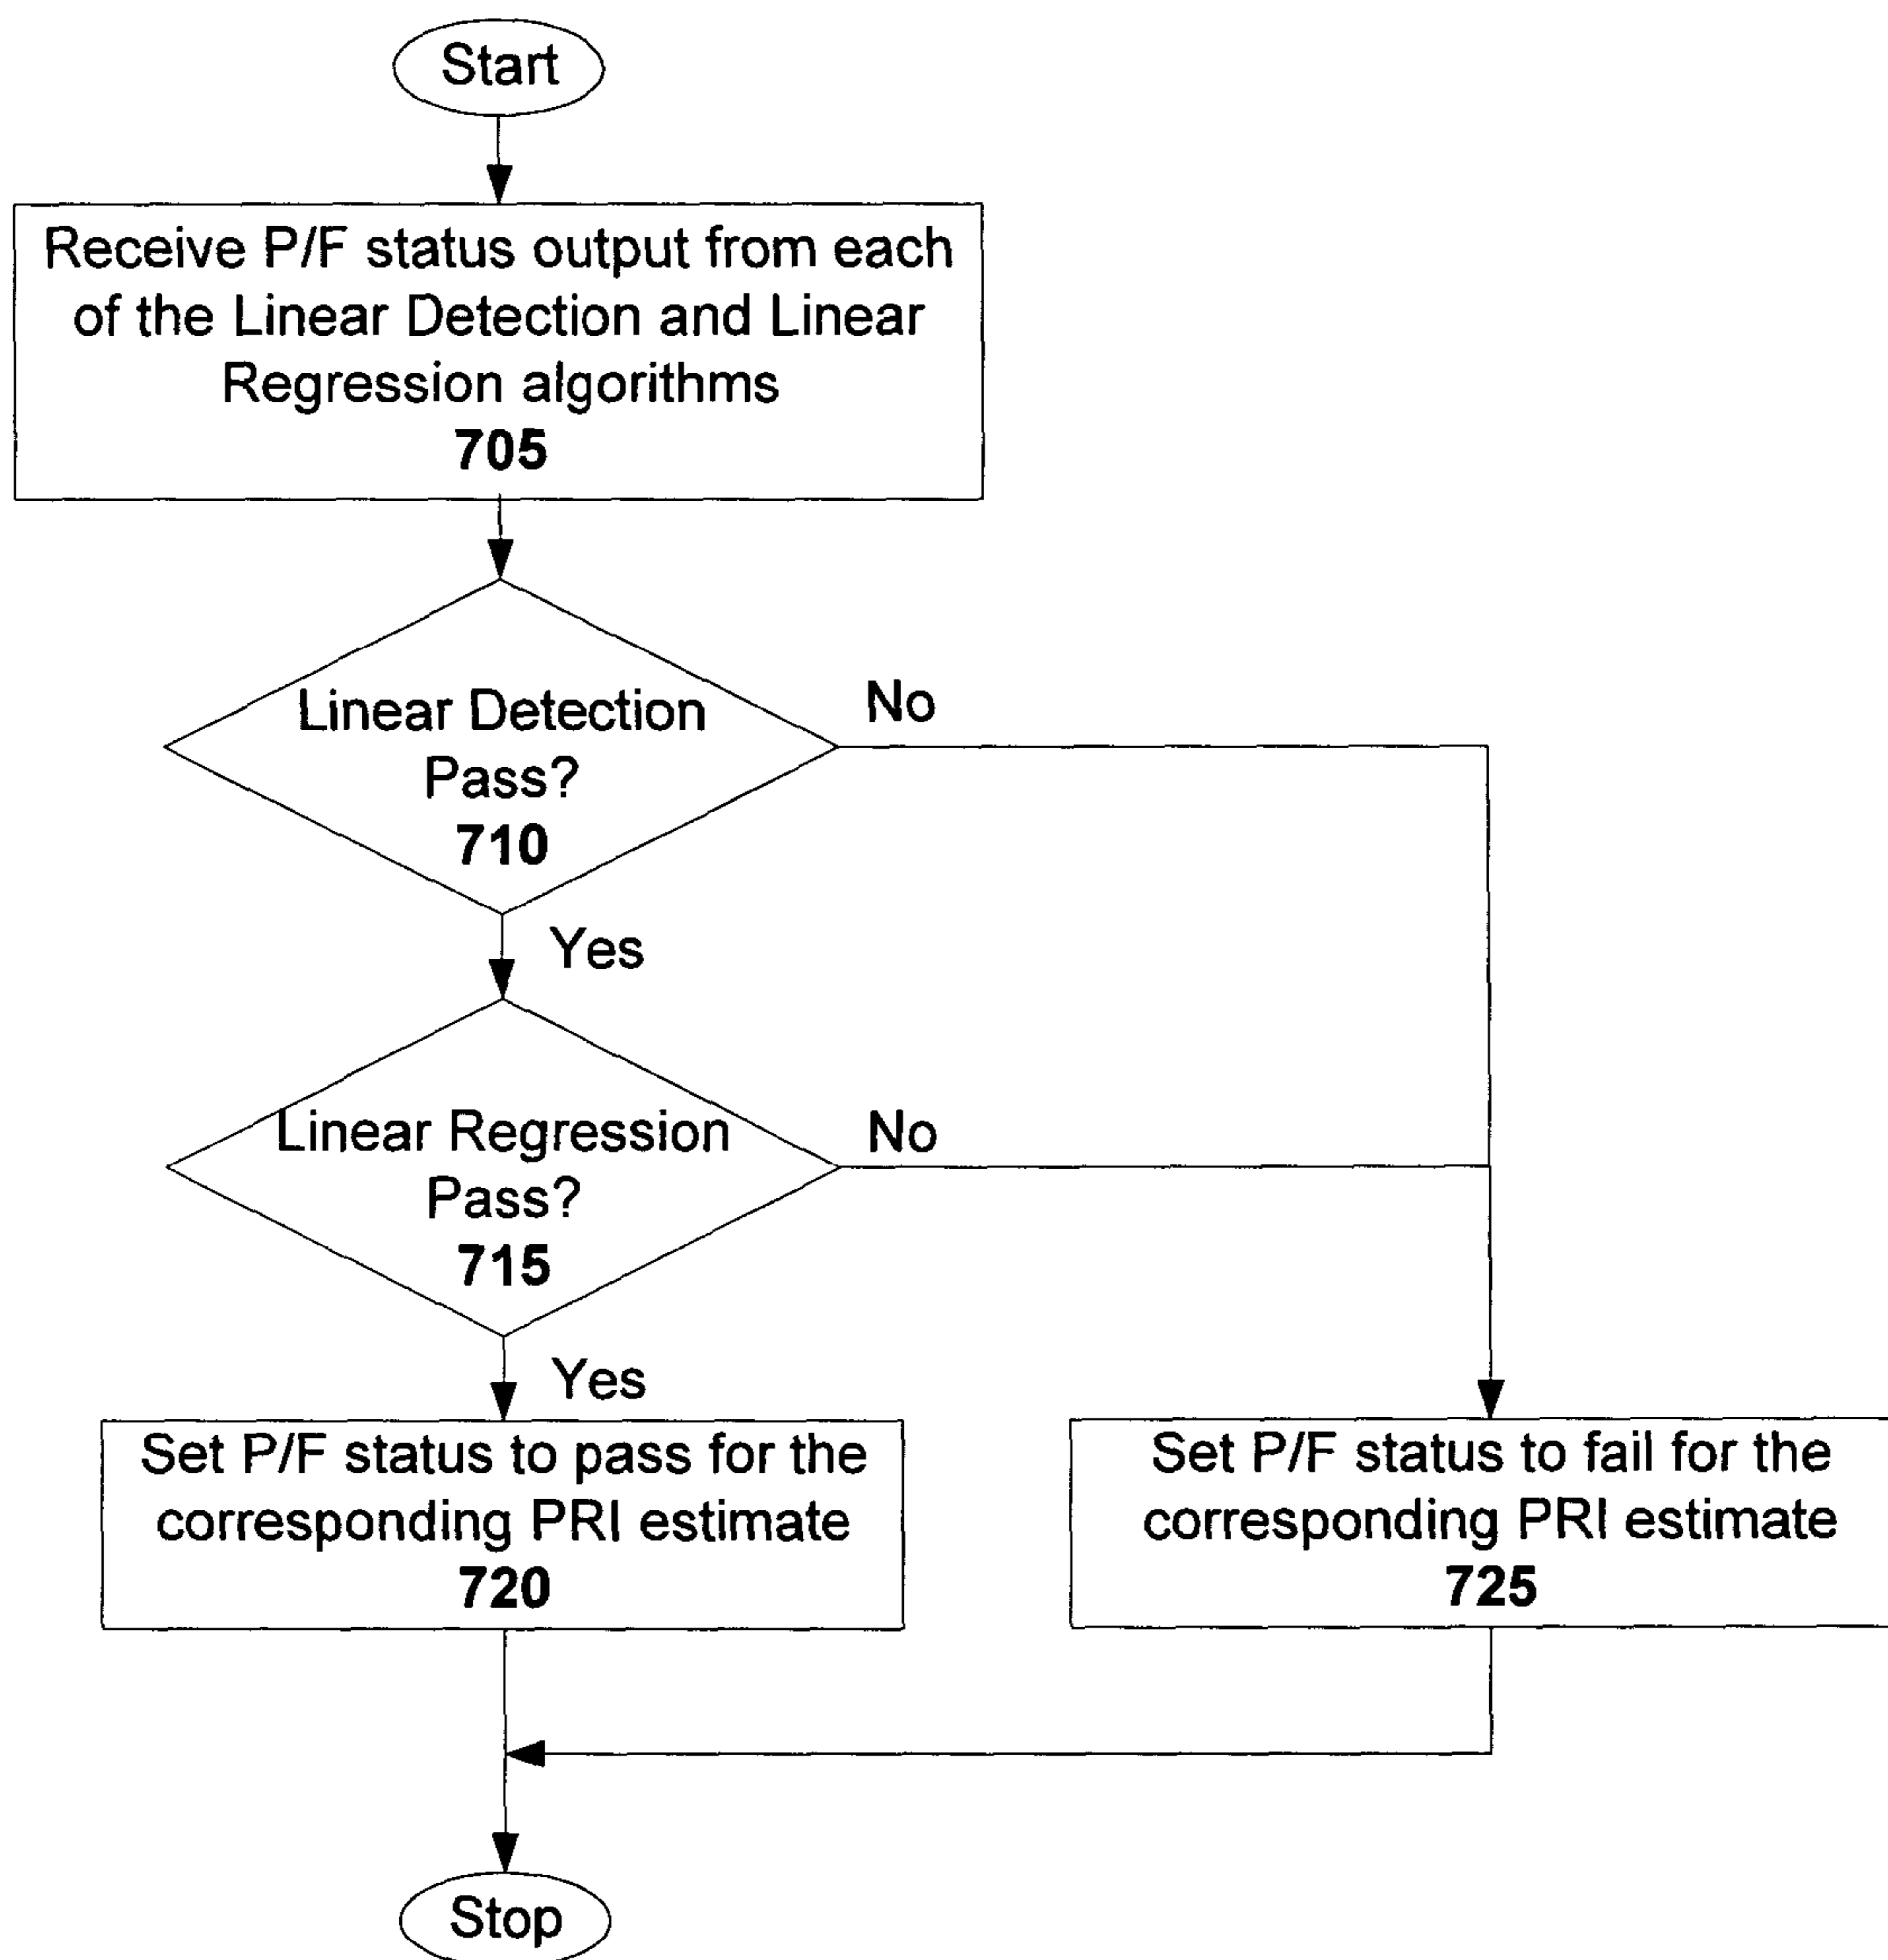 Start
Receive P/F status output from each
of the Linear Detection and Linear
Regression algorithms
705
Linear Detection
Pass?
710
No
Yes
Linear Regression
Pass?
715
No
Yes
Set P/F status to pass for the
corresponding PRI estimate
720
Set P/F status to fail for the
corresponding PRI estimate
725
Stop